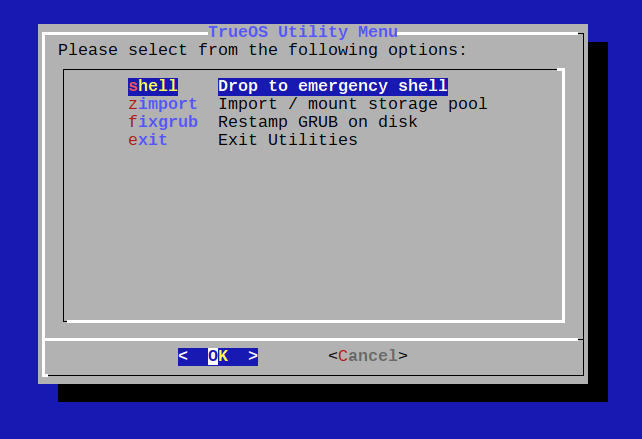 TrueOS Utility Menu
Please select from the following options:
shell Drop to emergency shell
zimport Import / mount storage pool
fixgrub Restamp GRUB on disk
exit Exit Utilities
< OK > <Cancel>